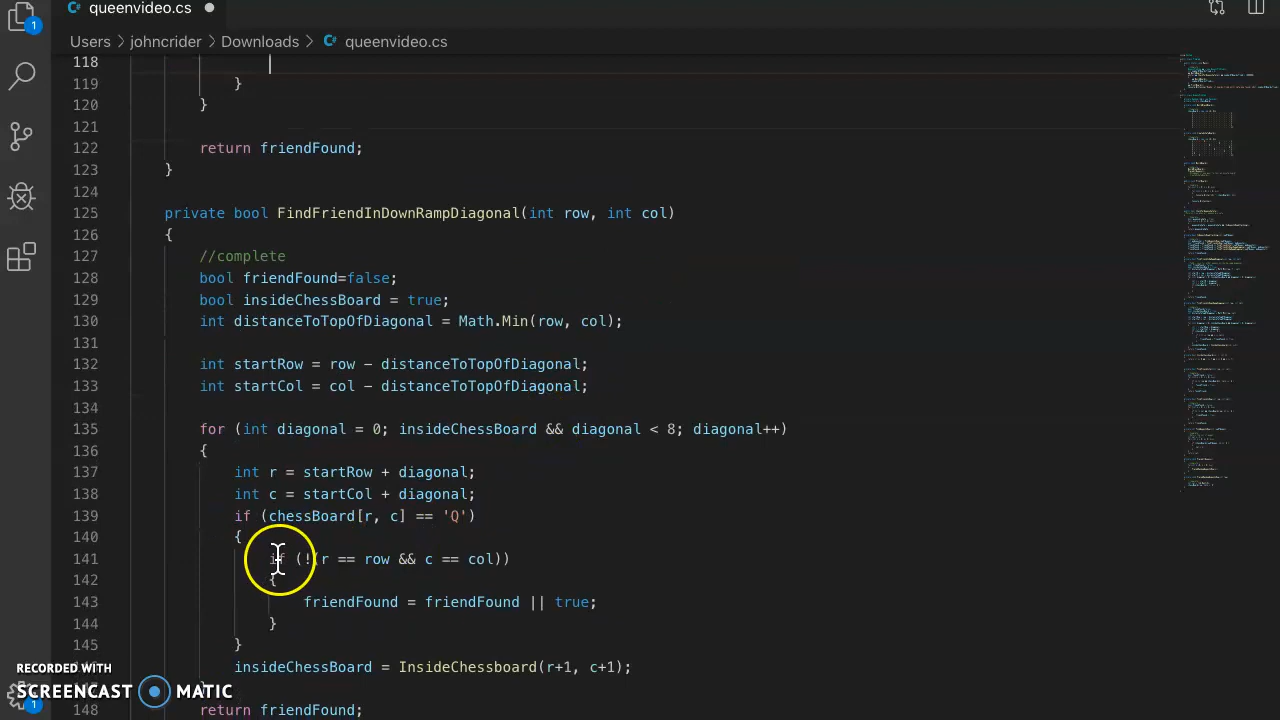 queenvideo.cs
1
Users > johncrider > Downloads > queenvideo.cs
118
119 }
120 }
121
122 return friendFound;
123 }
124
125 private bool FindFriendInDownRampDiagonal(int row, int col)
126 {
127 //complete
128 bool friendFound=false;
129 bool insideChessBoard = true;
130 int distanceToTopOfDiagonal = Math.Min(row, col);
131
132 int startRow = row - distanceToTopOfDiagonal;
133 int startCol = col - distanceToTopOfDiagonal;
134
135 for (int diagonal = 0; insideChessBoard && diagonal < 8; diagonal++)
136 {
137 int r = startRow + diagonal;
138 int c = startCol + diagonal;
139 if (chessBoard[r, c] == 'Q')
140 {
141 if (!(r == row && c == col))
142 {
143 friendFound = friendFound || true;
144 }
145 }
insideChessBoard = InsideChessboard(r+1, c+1);
148 return friendFound;
RECORDED WITH
SCREENCAST MATIC
1